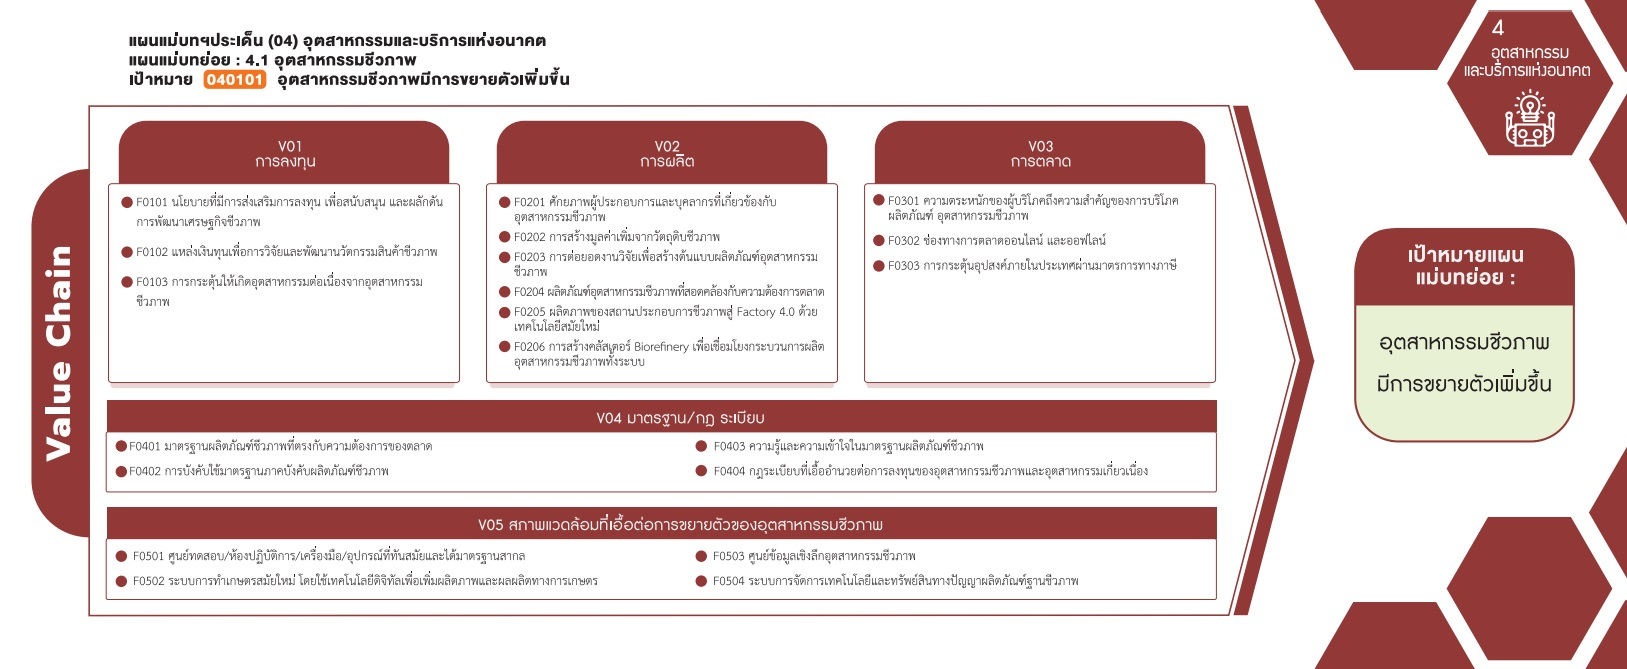 แผนแม่บทฯประเด็น (04) อุตสาหกรรมและบริการแห่งอนาคต
แผนแม่บทย่อย : 4.1 อุตสาหกรรมชีวภาพ
เป้าหมาย 040101 อุตสาหกรรมชีวภาพมีการขยายตัวเพิ่มขึ้น
4
อุตสาหกรรม
และบริการแห่งอนาคต
Value Chain
V01
การลงทุน
F0101 นโยบายที่มีการส่งเสริมการลงทุน เพื่อสนับสนุน และผลักดัน
การพัฒนาเศรษฐกิจชีวภาพ
F0102 แหล่งเงินทุนเพื่อการวิจัยและพัฒนานวัตกรรมสินค้าชีวภาพ
F0103 การกระตุ้นให้เกิดอุตสาหกรรมต่อเนื่องจากอุตสาหกรรม
ชีวภาพ
V02
การผลิต
F0201 ศักยภาพผู้ประกอบการและบุคลากรที่เกี่ยวข้องกับ
อุตสาหกรรมชีวภาพ
F0202 การสร้างมูลค่าเพิ่มจากวัตถุดิบชีวภาพ
F0203 การต่อยอดงานวิจัยเพื่อสร้างต้นแบบผลิตภัณฑ์อุตสาหกรรม
ชีวภาพ
F0204 ผลิตภัณฑ์อุตสาหกรรมชีวภาพที่สอดคล้องกับความต้องการตลาด
F0205 ผลิตภาพของสถานประกอบการชีวภาพสู่ Factory 4.0 ด้วย
เทคโนโลยีสมัยใหม่
F0206 การสร้างคลัสเตอร์ Biorefinery เพื่อเชื่อมโยงกระบวนการผลิต
อุตสาหกรรมชีวภาพทั้งระบบ
V03
การตลาด
F0301 ความตระหนักของผู้บริโภคถึงความสำคัญของการบริโภค
ผลิตภัณฑ์ อุตสาหกรรมชีวภาพ
F0302 ช่องทางการตลาดออนไลน์ และออฟไลน์
F0303 การกระตุ้นอุปสงค์ภายในประเทศผ่านมาตรการทางภาษี
V04 มาตรฐาน/กฎ ระเบียบ
F0401 มาตรฐานผลิตภัณฑ์ชีวภาพที่ตรงกับความต้องการของตลาด
F0402 การบังคับใช้มาตรฐานภาคบังคับผลิตภัณฑ์ชีวภาพ
F0403 ความรู้และความเข้าใจในมาตรฐานผลิตภัณฑ์ชีวภาพ
F0404 กฎระเบียบที่เอื้ออำนวยต่อการลงทุนของอุตสาหกรรมชีวภาพและอุตสาหกรรมเกี่ยวเนื่อง
V05 สภาพแวดล้อมที่เอื้อต่อการขยายตัวของอุตสาหกรรมชีวภาพ
F0501 ศูนย์ทดสอบ/ห้องปฏิบัติการ/เครื่องมือ/อุปกรณ์ที่ทันสมัยและได้มาตรฐานสากล
F0502 ระบบการทำเกษตรสมัยใหม่ โดยใช้เทคโนโลยีดิจิทัลเพื่อเพิ่มผลิตภาพและผลผลิตทางการเกษตร
F0503 ศูนย์ข้อมูลเชิงลึกอุตสาหกรรมชีวภาพ
F0504 ระบบการจัดการเทคโนโลยีและทรัพย์สินทางปัญญาผลิตภัณฑ์ฐานชีวภาพ
เป้าหมายแผน
แม่บทย่อย :
อุตสาหกรรมชีวภาพ
มีการขยายตัวเพิ่มขึ้น